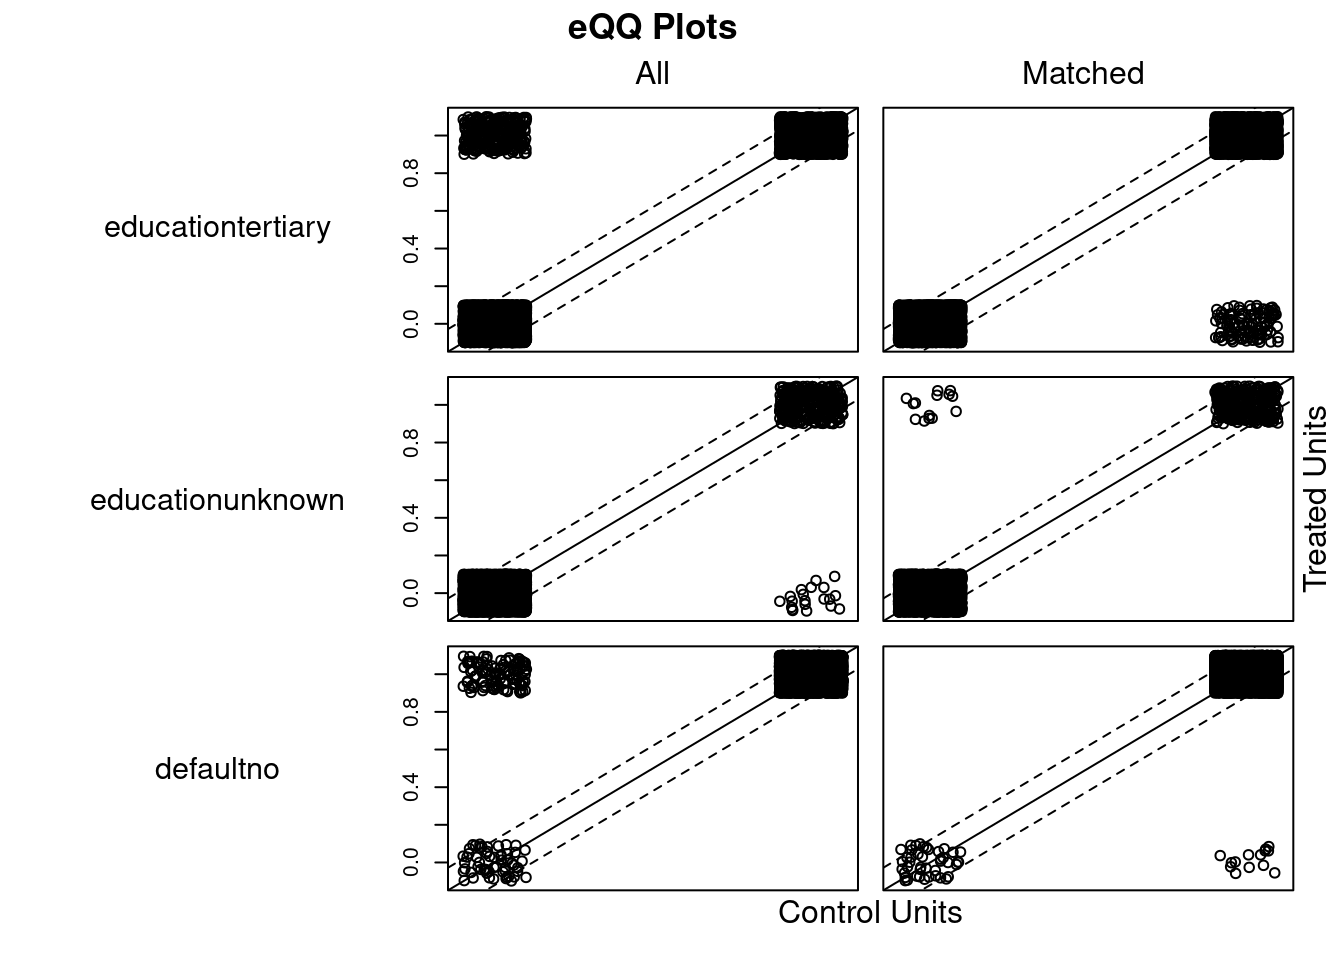 eQQ Plots
All
Matched
educationtertiary
0.8
0.4
0.0
educationunknown
0.8
0.4
0.0
Treated Units
defaultno
0.8
0.4
0.0
Control Units